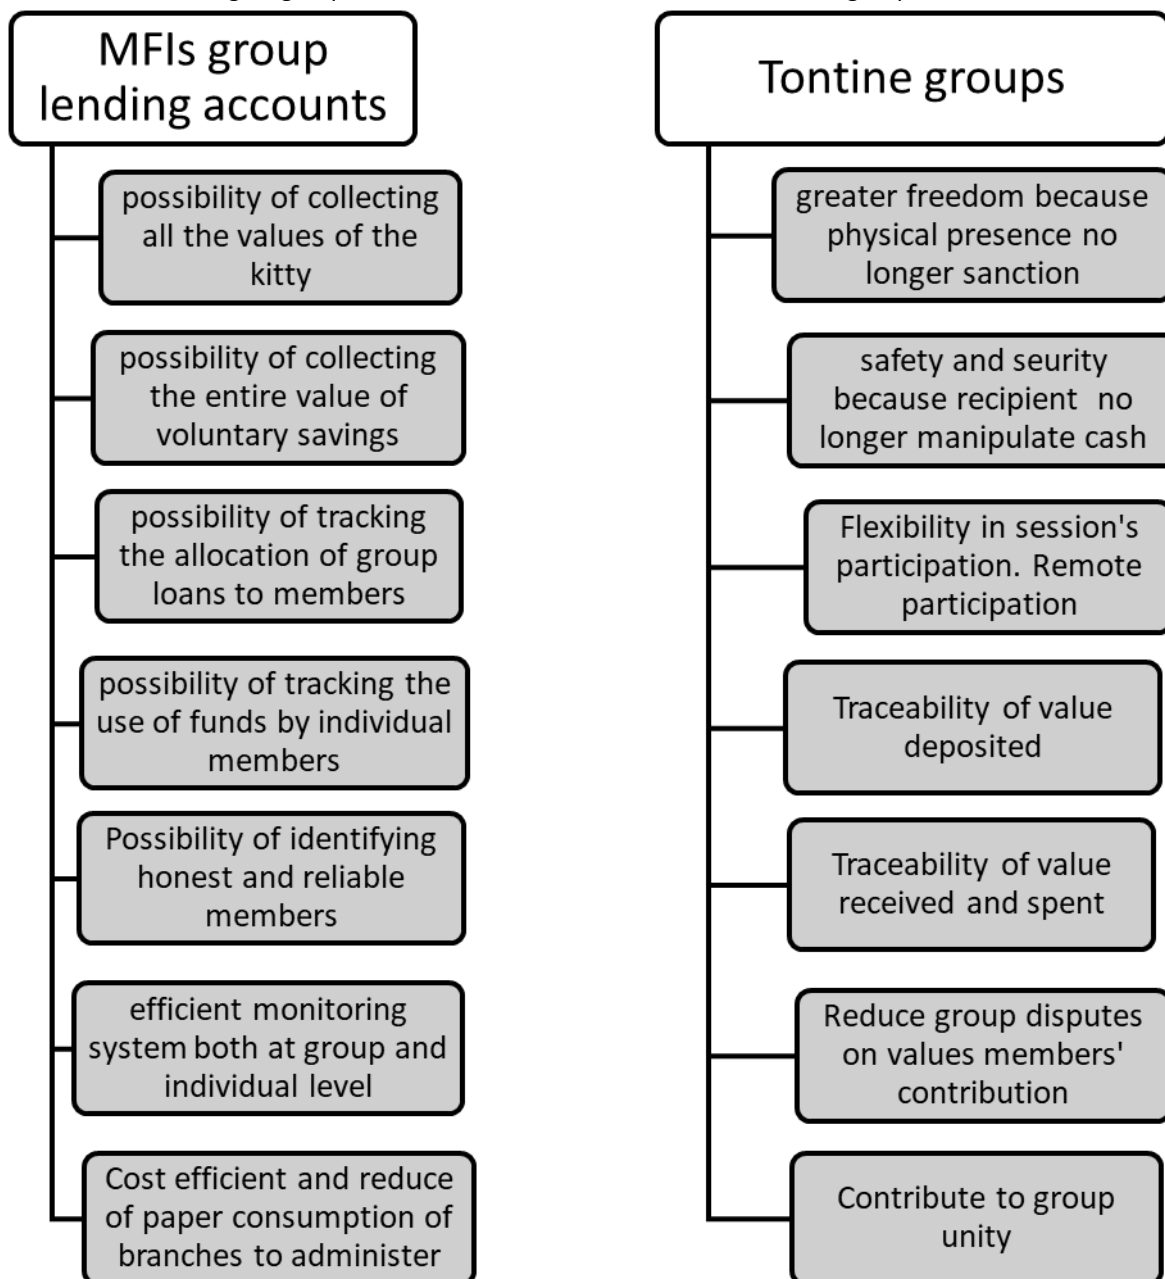 MFIs group
lending accounts
possibility of collecting
all the values of the
kitty
possibility of collecting
the entire value of
voluntary savings
possibility of tracking
the allocation of group
loans to members
possibility of tracking the
use of funds by individual
members
Possibility of identifying
honest and reliable
members
efficient monitoring
system both at group and
individual level
Cost efficient and reduce
of paper consumption of
branches to administer
Tontine groups
greater freedom because
physical presence no
longer sanction
safety and seurity
because recipient no
longer manipulate cash
Flexibility in session's
participation. Remote
participation
Traceability of value
deposited
Traceability of value
received and spent
Reduce group disputes
on values members'
contribution
Contribute to group
unity